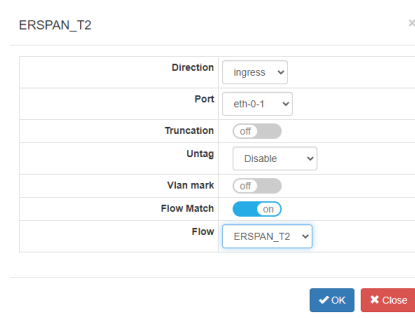 ERSPAN_T2 ×
Direction ingress
Port eth-0-1
Truncation off
Untag Disable
Vlan mark off
Flow Match on
Flow ERSPAN_T2
OK Close